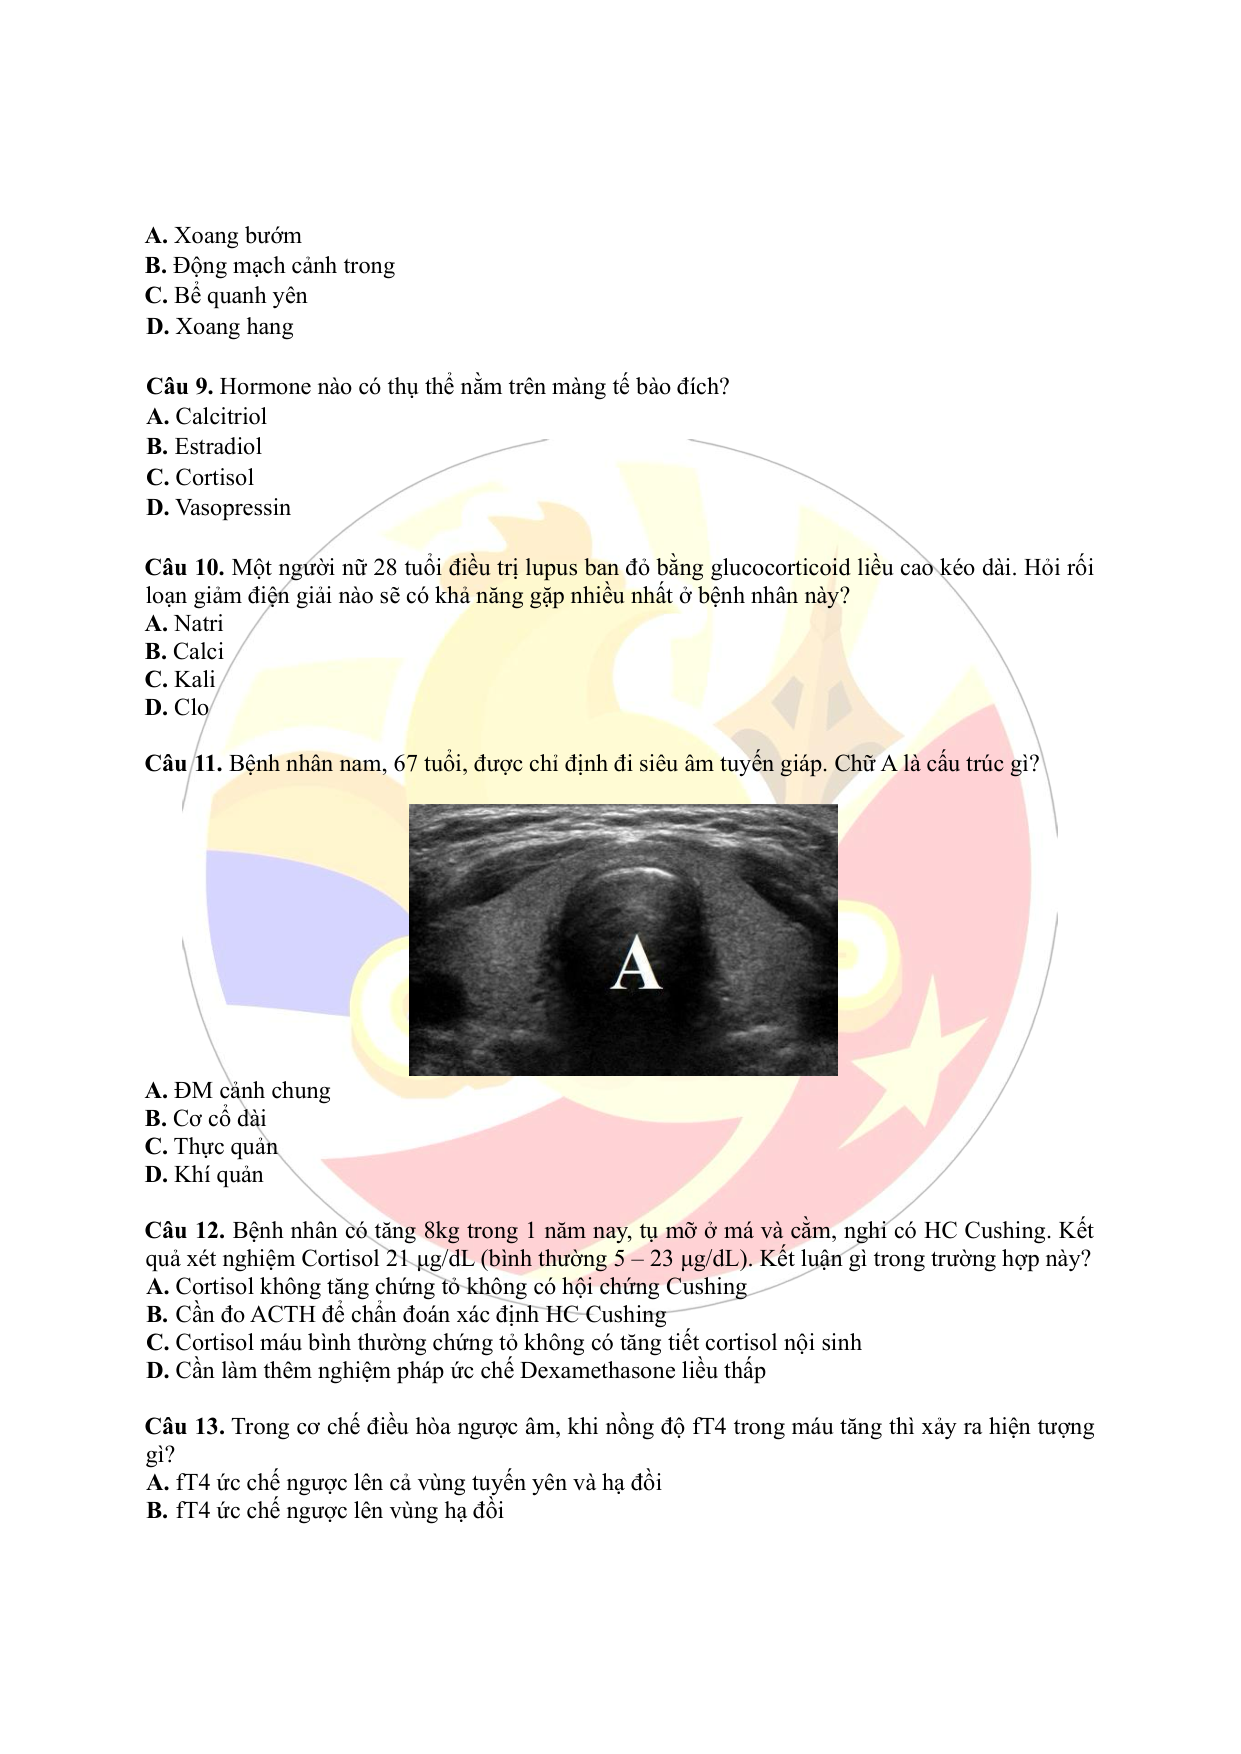 A. Xoang bướm
B. Động mạch cảnh trong
C. Bể quanh yên
D. Xoang hang
Câu 9. Hormone nào có thụ thể nằm trên màng tế bào đích?
A. Calcitriol
B. Estradiol
C. Cortisol
D. Vasopressin
Câu 10. Một người nữ 28 tuổi điều trị lupus ban đỏ bằng glucocorticoid liều cao kéo dài. Hỏi rối
loạn giảm điện giải nào sẽ có khả năng gặp nhiều nhất ở bệnh nhân này?
A. Natri
B. Calci
C. Kali
D. Clo
Câu 11. Bệnh nhân nam, 67 tuổi, được chỉ định đi siêu âm tuyến giáp. Chữ A là cấu trúc gì?
A
A. ĐM cảnh chung
B. Cơ cổ dài
C. Thực quản
D. Khí quản
Câu 12. Bệnh nhân có tăng 8kg trong 1 năm nay, tụ mỡ ở má và cằm, nghi có HC Cushing. Kết
quả xét nghiệm Cortisol 21 μg/dL (bình thường 5 – 23 μg/dL). Kết luận gì trong trường hợp này?
A. Cortisol không tăng chứng tỏ không có hội chứng Cushing
B. Cần đo ACTH để chẩn đoán xác định HC Cushing
C. Cortisol máu bình thường chứng tỏ không có tăng tiết cortisol nội sinh
D. Cần làm thêm nghiệm pháp ức chế Dexamethasone liều thấp
Câu 13. Trong cơ chế điều hòa ngược âm, khi nồng độ fT4 trong máu tăng thì xảy ra hiện tượng
gì?
A. fT4 ức chế ngược lên cả vùng tuyến yên và hạ đồi
B. fT4 ức chế ngược lên vùng hạ đồi